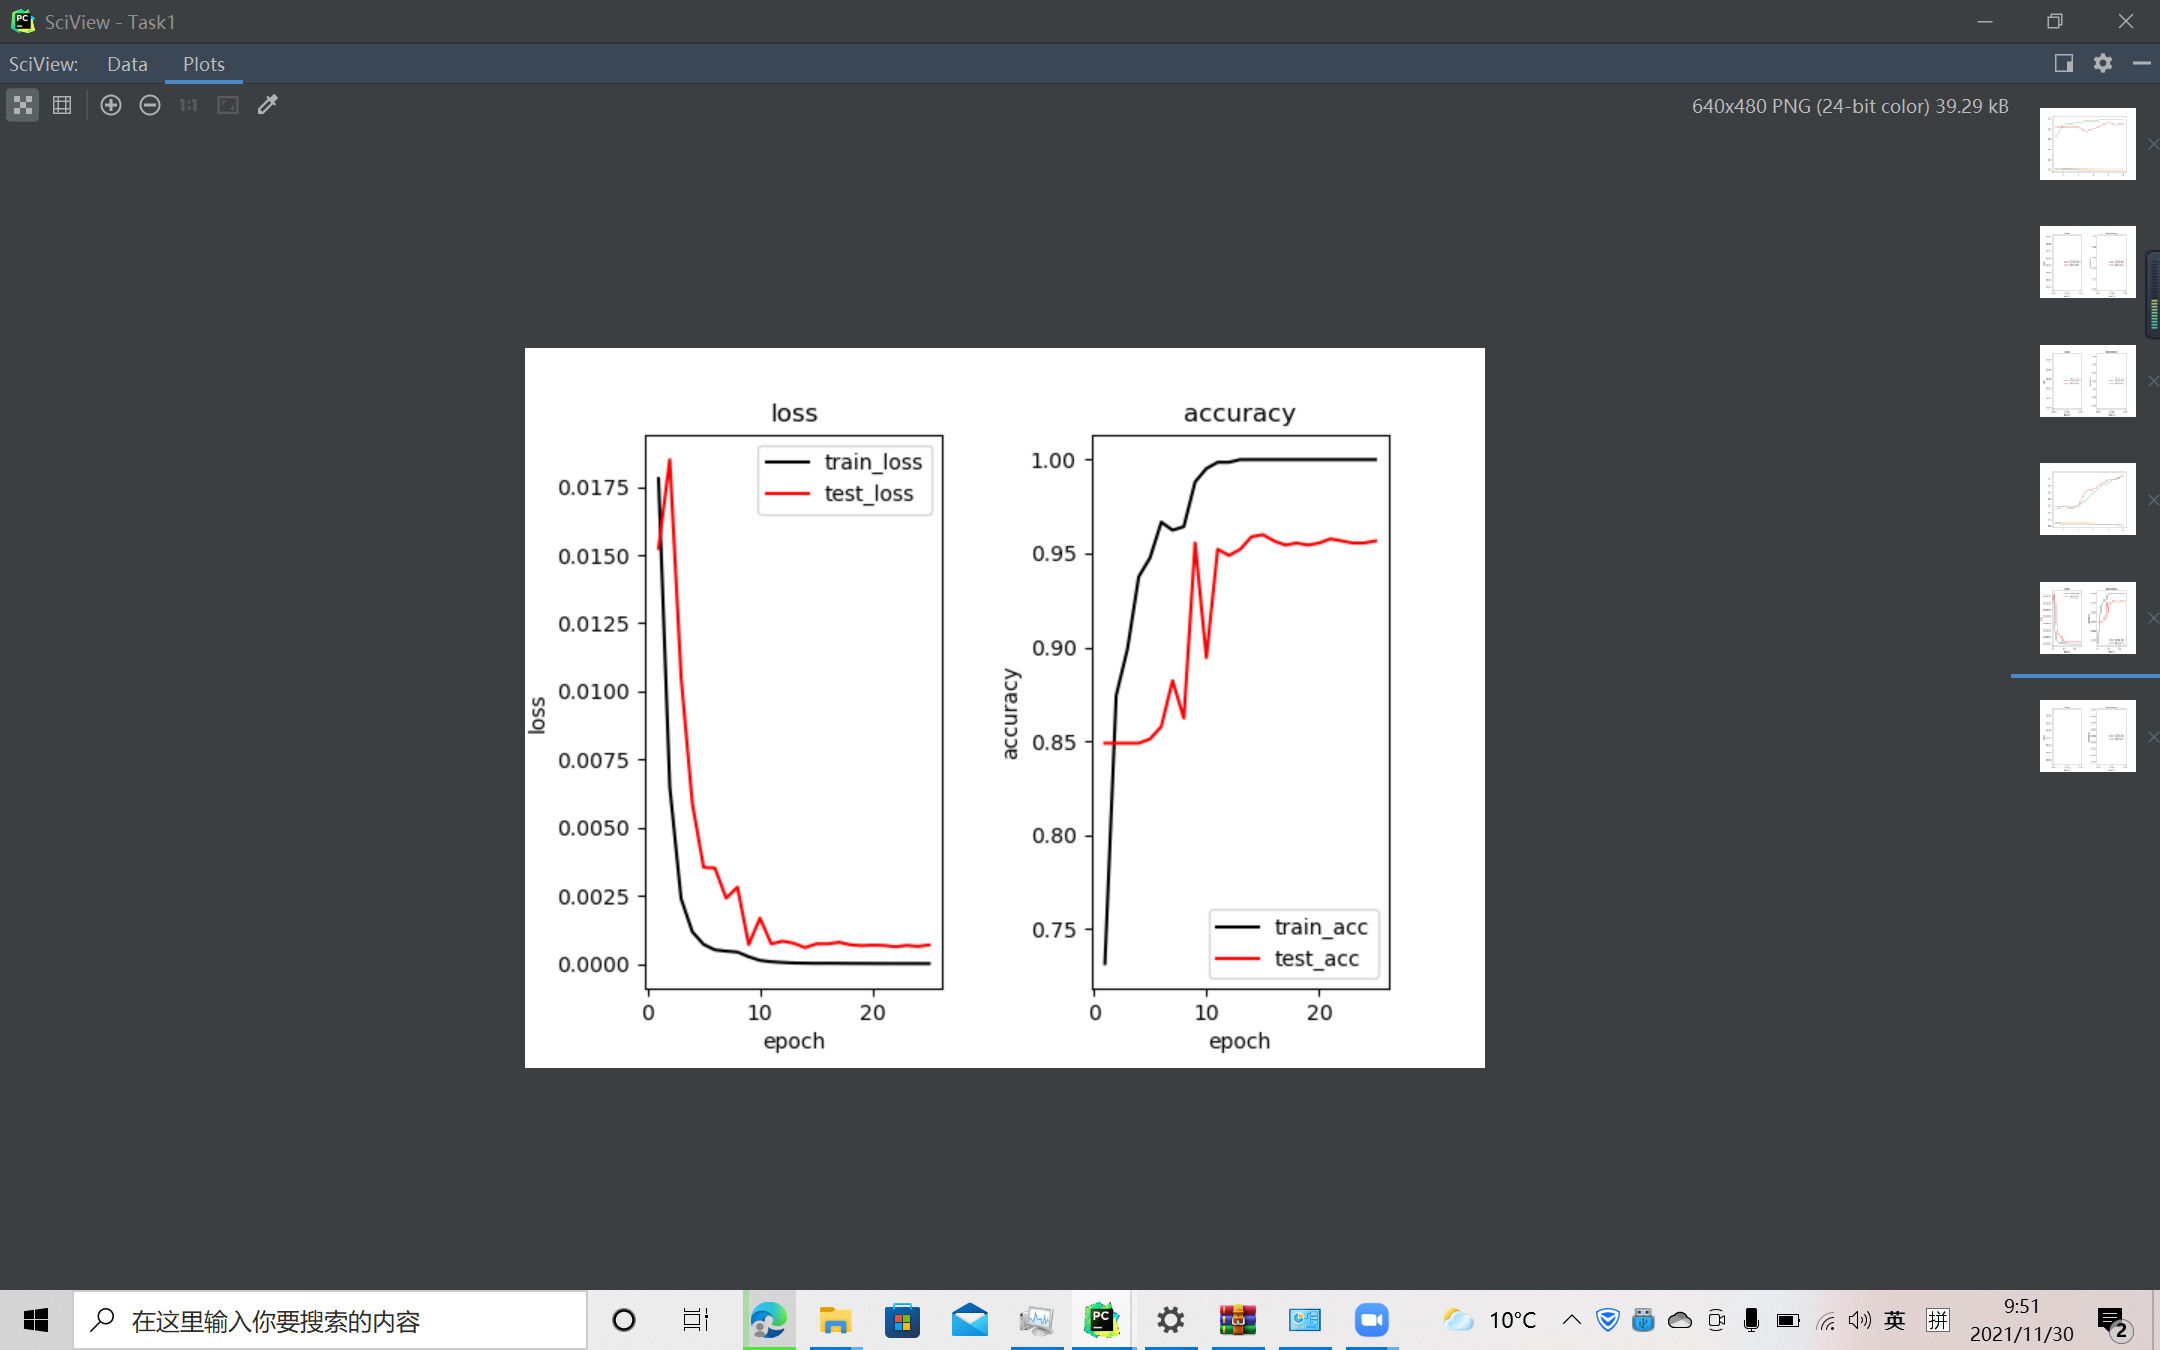 SciView - Task1
SciView: Data Plots
1:1
640x480 PNG (24-bit color) 39.29 kB
loss
train_loss
test_loss
0.0175
0.0150
0.0125
0.0100
0.0075
0.0050
0.0025
0.0000
loss
0 10 20
epoch
accuracy
1.00
0.95
0.90
0.85
0.80
0.75
accuracy
train_acc
test_acc
0 10 20
epoch
在这里输入你要搜索的内容
PC
10°C
英
拼
9:51
2021/11/30
2